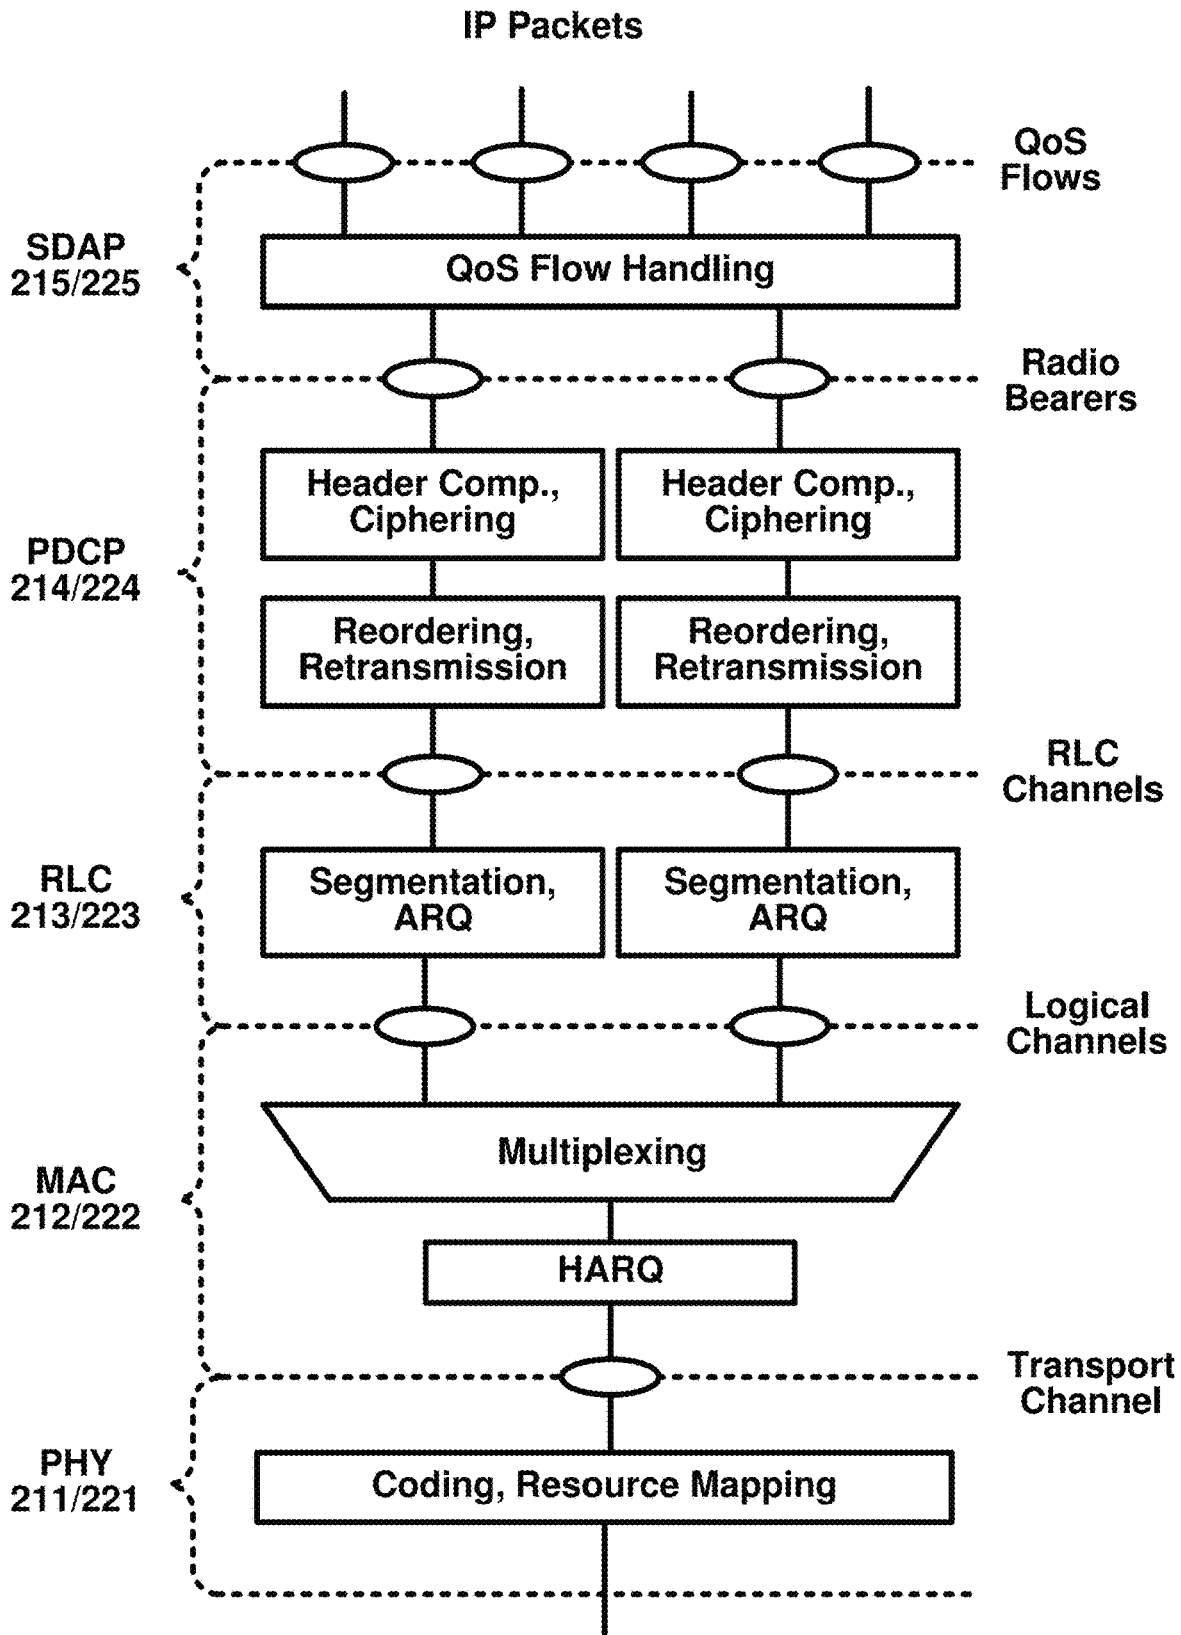 IP Packets
QoS
Flows
SDAP
215/225
QoS Flow Handling
Radio
Bearers
Header Comp.,
Ciphering
Header Comp.,
Ciphering
PDCP
214/224
Reordering,
Retransmission
Reordering,
Retransmission
RLC
Channels
RLC
213/223
Segmentation,
ARQ
Segmentation,
ARQ
Logical
Channels
Multiplexing
MAC
212/222
HARQ
Transport
Channel
PHY
211/221
Coding, Resource Mapping